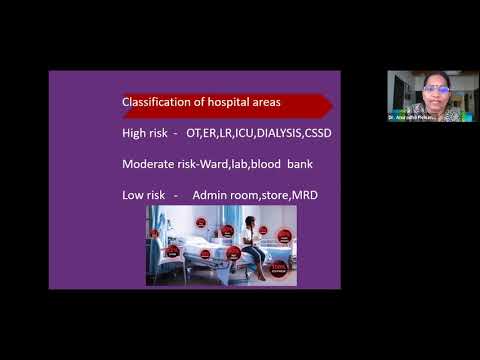 Classification of hospital areas
High risk - OT,ER,LR,ICU,DIALYSIS,CSSD
Moderate risk-Ward,lab,blood bank
Low risk - Admin room,store,MRD
Dr. Anuradha
100%